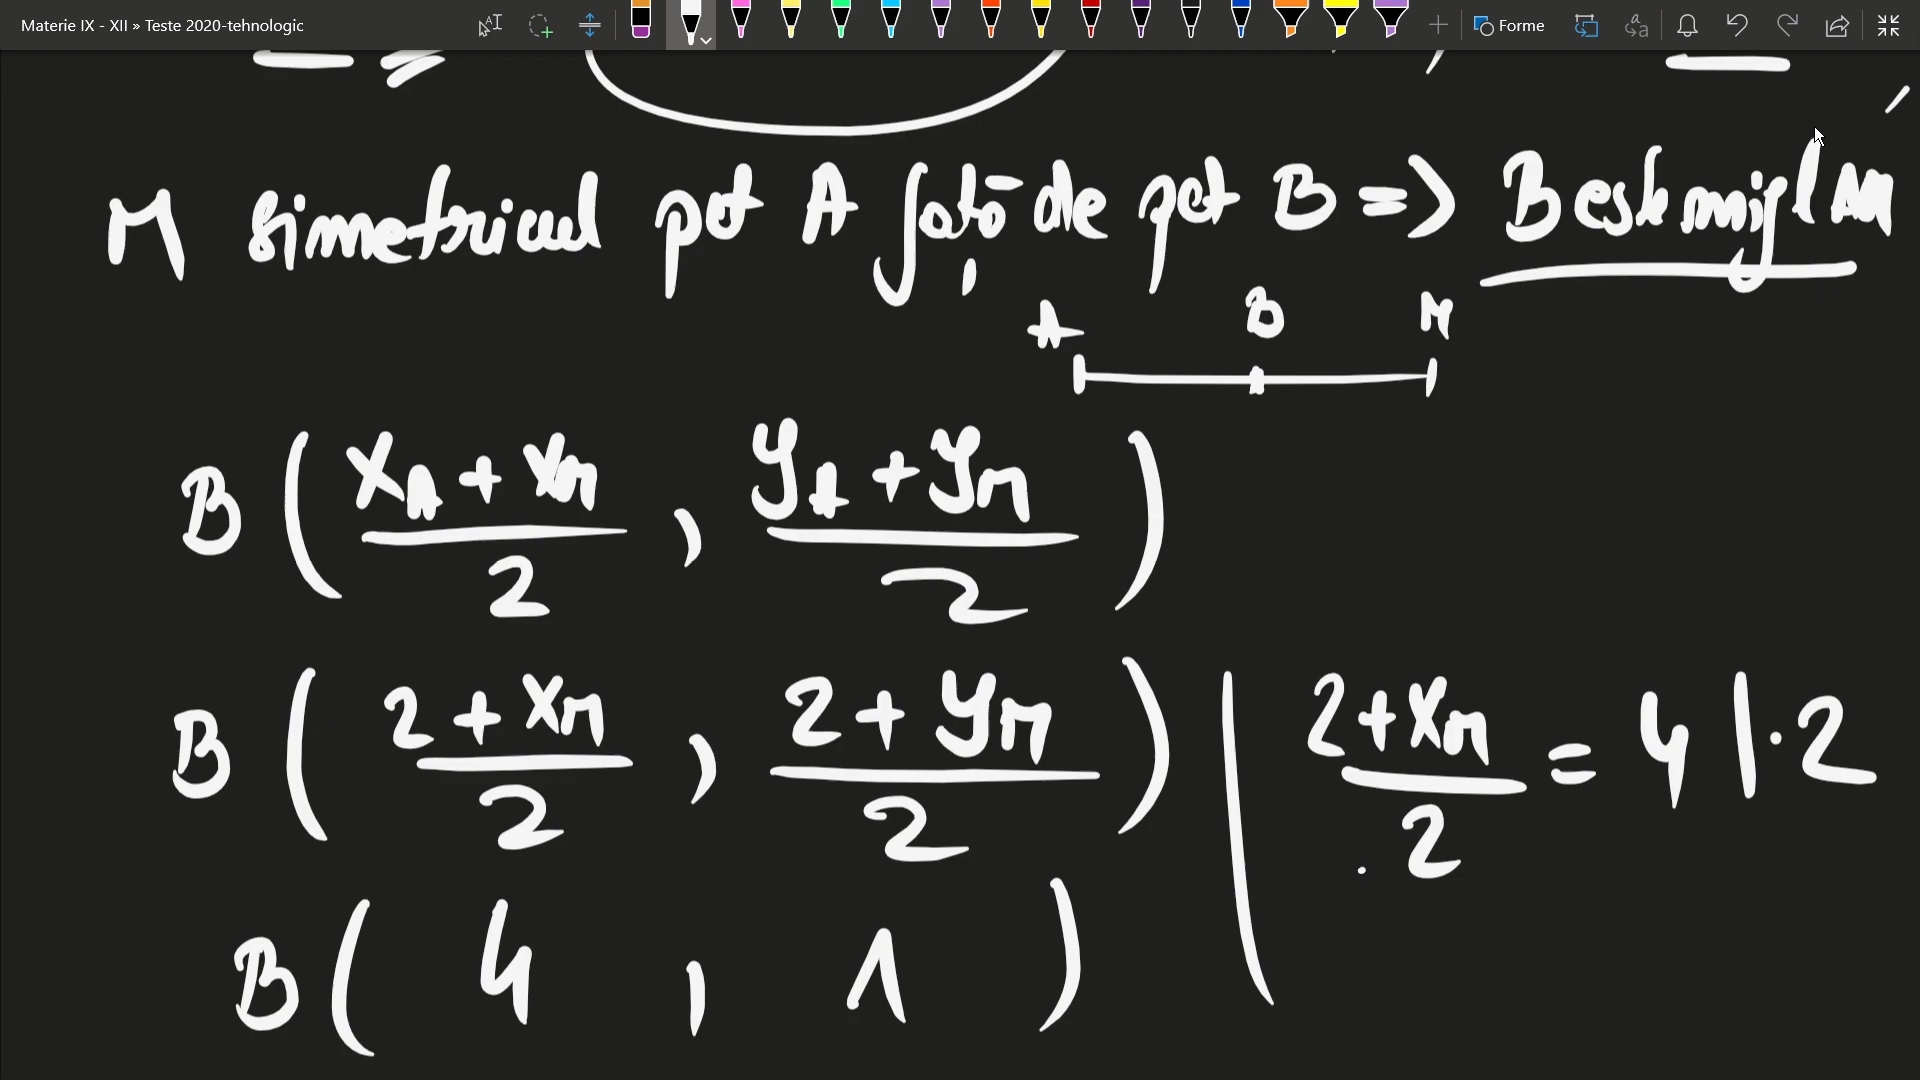 Materie IX - XII » Teste 2020-tehnologic
Forme
M simetricul pct A față de pct B => B este mijl AM
A B M
B ( xA + xM / 2 , yA + yM / 2 )
B ( 2 + xM / 2 , 2 + yM / 2 ) | 2 + xM / 2 = 4 | · 2
B ( 4 , 1 )